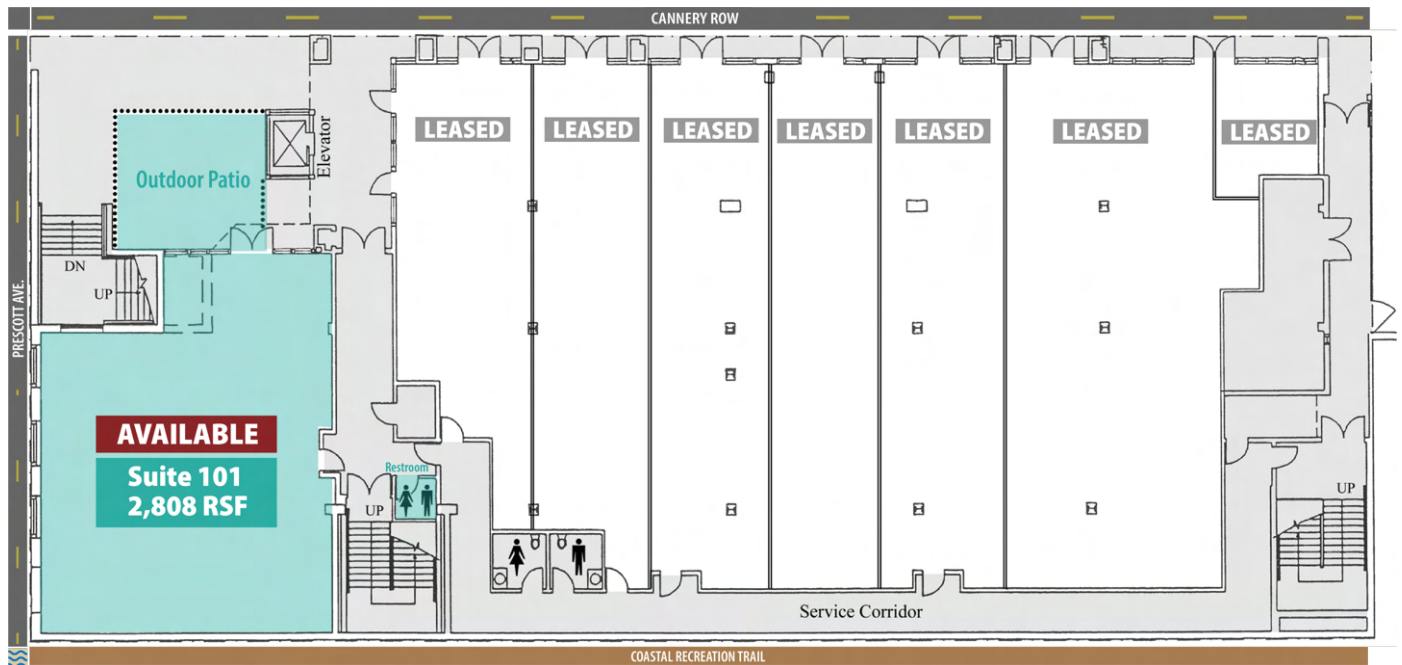 CANNERY ROW
PRESCOTT AVE.
LEASED
LEASED
LEASED
LEASED
LEASED
LEASED
LEASED
Elevator
Outdoor Patio
DN
UP
AVAILABLE
Suite 101
2,808 RSF
Restroom
UP
UP
Service Corridor
COASTAL RECREATION TRAIL